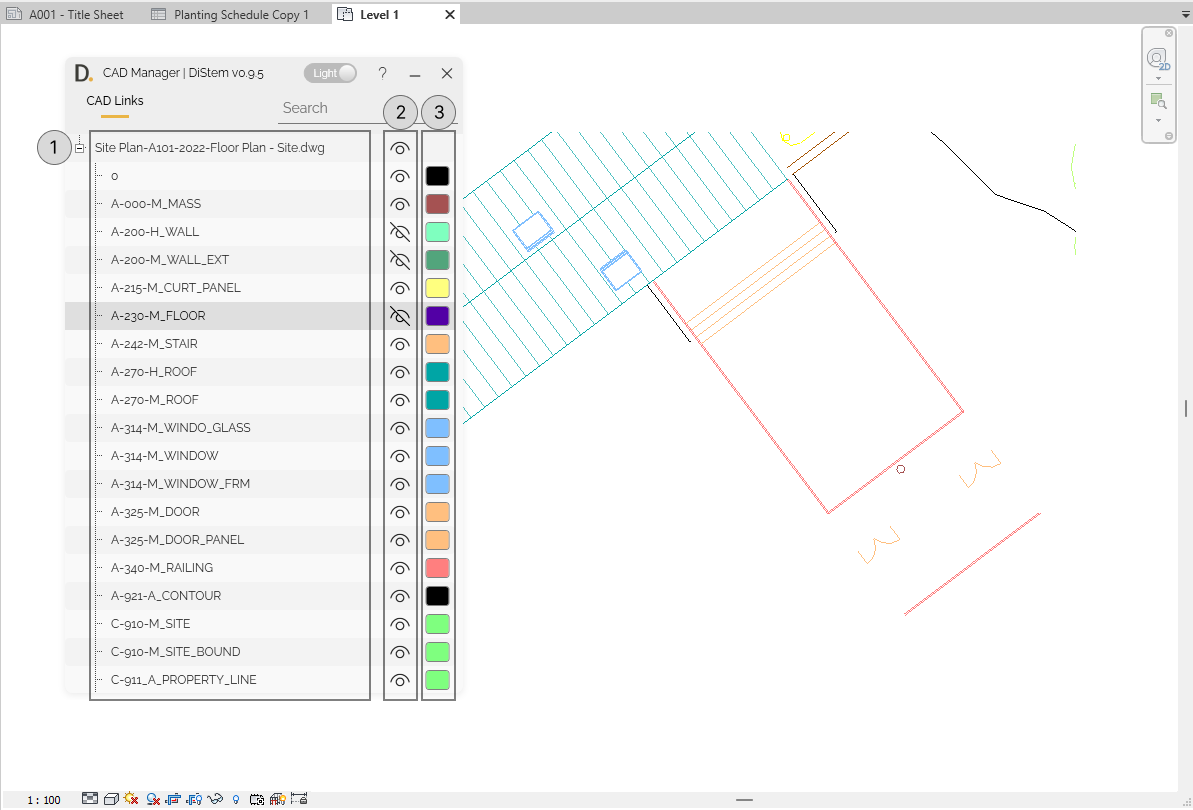 A001 - Title Sheet
Planting Schedule Copy 1
Level 1
D.
CAD Manager | DiStem v0.9.5
Light
?
CAD Links
Search
2
3
1
Site Plan-A101-2022-Floor Plan - Site.dwg
0
A-000-M_MASS
A-200-H_WALL
A-200-M_WALL_EXT
A-215-M_CURT_PANEL
A-230-M_FLOOR
A-242-M_STAIR
A-270-H_ROOF
A-270-M_ROOF
A-314-M_WINDO_GLASS
A-314-M_WINDOW
A-314-M_WINDOW_FRM
A-325-M_DOOR
A-325-M_DOOR_PANEL
A-340-M_RAILING
A-921-A_CONTOUR
C-910-M_SITE
C-910-M_SITE_BOUND
C-911_A_PROPERTY_LINE
2D
1 : 100